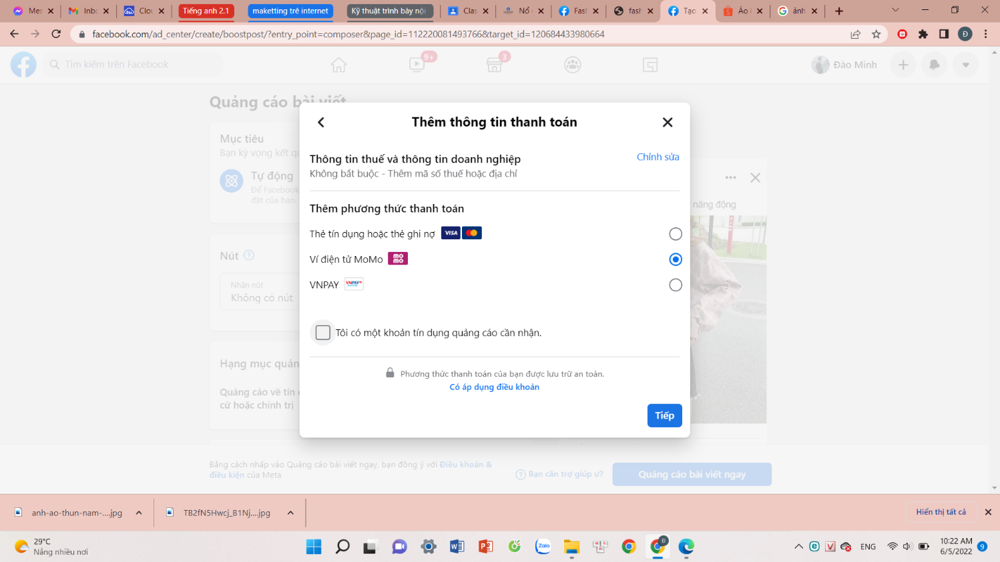 Mes
Inbo
Clou
Tiếng anh 2.1
maketting trê internet
Kỹ thuật trình bày nội
Clas
Nổ
Fasl
fash
Tạo
Áo
ảnh
facebook.com/ad_center/create/boostpost/?entry_point=composer&page_id=112220081493766&target_id=120684433980664
Đ
Tìm kiếm trên Facebook
9+
3
Đào Minh
Quảng cáo bài viết
Mục tiêu
Bạn kỳ vọng kết qu
Tự động
Để Facebook
đặt của bạn.
Nút
Nhãn nút
Không có nút
Hạng mục quản
Quảng cáo về tín
cử hoặc chính trị
Thêm thông tin thanh toán
Thông tin thuế và thông tin doanh nghiệp
Chỉnh sửa
Không bắt buộc - Thêm mã số thuế hoặc địa chỉ
Thêm phương thức thanh toán
Thẻ tín dụng hoặc thẻ ghi nợ VISA
Ví điện tử MoMo mo mo
VNPAY VNPAY
Tôi có một khoản tín dụng quảng cáo cần nhận.
Phương thức thanh toán của bạn được lưu trữ an toàn.
Có áp dụng điều khoản
Tiếp
năng động
Bằng cách nhấp vào Quảng cáo bài viết ngay, bạn đồng ý với Điều khoản &
điều kiện của Meta
Bạn cần trợ giúp ư?
Quảng cáo bài viết ngay
anh-ao-thun-nam-....jpg
TB2fN5Hwcj_B1Nj....jpg
Hiển thị tất cả
29°C
Nắng nhiều nơi
Zalo
Đ
ENG
10:22 AM
6/5/2022
9